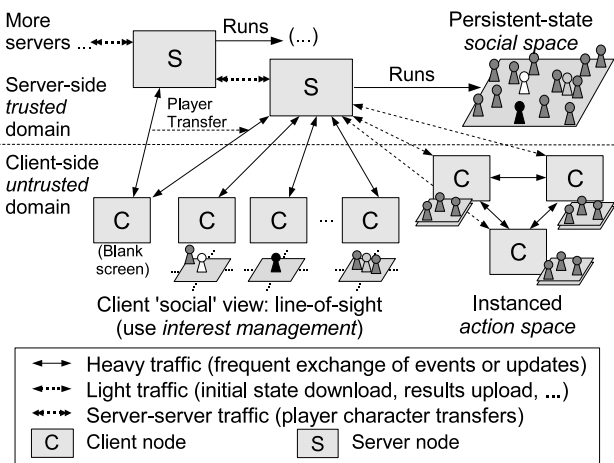 More
servers ...
Runs
(...)
Persistent-state
social space
S
S
Runs
Server-side
trusted
domain
Player
Transfer
Client-side
untrusted
domain
C
C
C
C
C
C
C
...
(Blank
screen)
Client 'social' view: line-of-sight
(use interest management)
Instanced
action space
Heavy traffic (frequent exchange of events or updates)
Light traffic (initial state download, results upload, ...)
Server-server traffic (player character transfers)
C Client node
S Server node